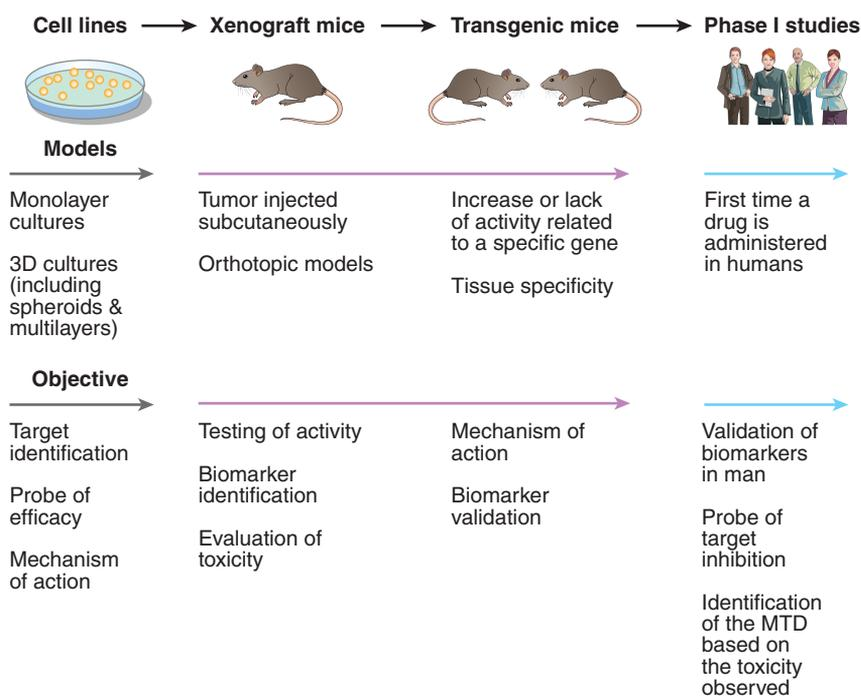 Cell lines
Xenograft mice
Transgenic mice
Phase I studies
Models
Monolayer
cultures
3D cultures
(including
spheroids &
multilayers)
Tumor injected
subcutaneously
Orthotopic models
Increase or lack
of activity related
to a specific gene
Tissue specificity
First time a
drug is
administered
in humans
Objective
Target
identification
Probe of
efficacy
Mechanism
of action
Testing of activity
Biomarker
identification
Evaluation of
toxicity
Mechanism of
action
Biomarker
validation
Validation of
biomarkers
in man
Probe of
target
inhibition
Identification
of the MTD
based on
the toxicity
observed